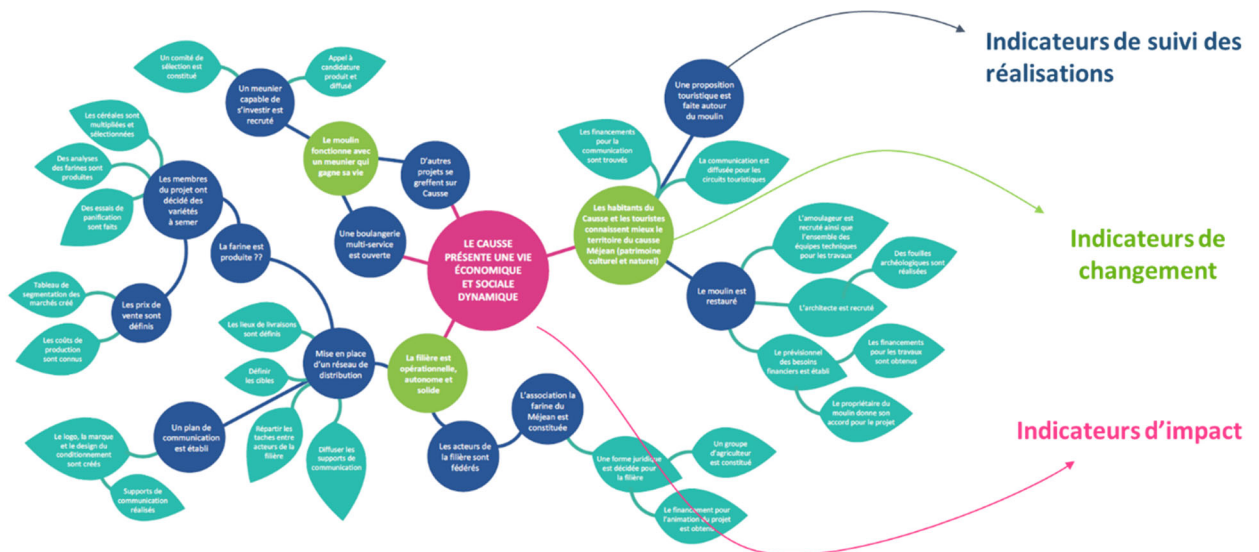 Indicateurs de suivi des
réalisations
Indicateurs de
changement
Indicateurs d'impact
Un comité de
sélection est
constitué
Appel à
candidature
produit et
diffusé
Un meunier
capable de
s'investir est
recruté
Les céréales sont
multipliées et
sélectionnées
Des analyses
des farines sont
produites
Des essais de
panification
sont faits
Les membres
du projet ont
décidé des
variétés
à semer
Le moulin
fonctionne avec
un meunier qui
gagne sa vie
D'autres
projets se
greffent sur
Causse
Une boulangerie
multi-service
est ouverte
La farine est
produite ??
Tableau de
segmentation des
marchés créé
Les coûts de
production
sont connus
Les prix de
vente sont
définis
LE CAUSSE
PRÉSENTE UNE VIE
ÉCONOMIQUE
ET SOCIALE
DYNAMIQUE
Les lieux de livraisons
sont définis
Définir
les cibles
Répartir les
taches entre
acteurs de la
filière
Diffuser les
supports de
communication
Mise en place
d'un réseau de
distribution
La filière est
opérationnelle,
autonome et
solide
Un plan de
communication
est établi
Le logo, la marque
et le design du
conditionnement
sont créés
Supports de
communication
réalisés
Les acteurs de
la filière sont
fédérés
L'association la
farine du
Méjean est
constituée
Une forme juridique
est décidée pour
la filière
Un groupe
d'agriculteur
est constitué
Le financement pour
l'animation du projet
est obtenu
Une proposition
touristique est
faite autour
du moulin
Les financements
pour la
communication
sont trouvés
La communication est
diffusée pour les
circuits touristiques
Les habitants du
Causse et les touristes
connaissent mieux le
territoire du causse
Méjean (patrimoine
culturel et naturel)
Le moulin est
restauré
L'amoulageur est
recruté ainsi que
l'ensemble des
équipes techniques
pour les travaux
Des fouilles
archéologiques sont
réalisées
L'architecte est recruté
Le prévisionnel
des besoins
financiers est établi
Les financements
pour les travaux
sont obtenus
Le propriétaire du
moulin donne son
accord pour le projet